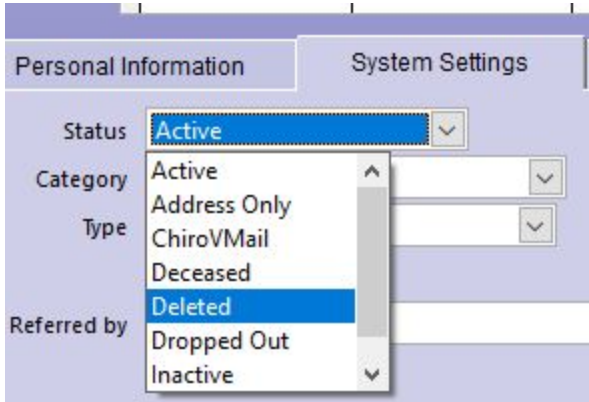 Personal Information
System Settings
Status
Active
Category
Type
Referred by
Active
Address Only
ChiroVMail
Deceased
Deleted
Dropped Out
Inactive